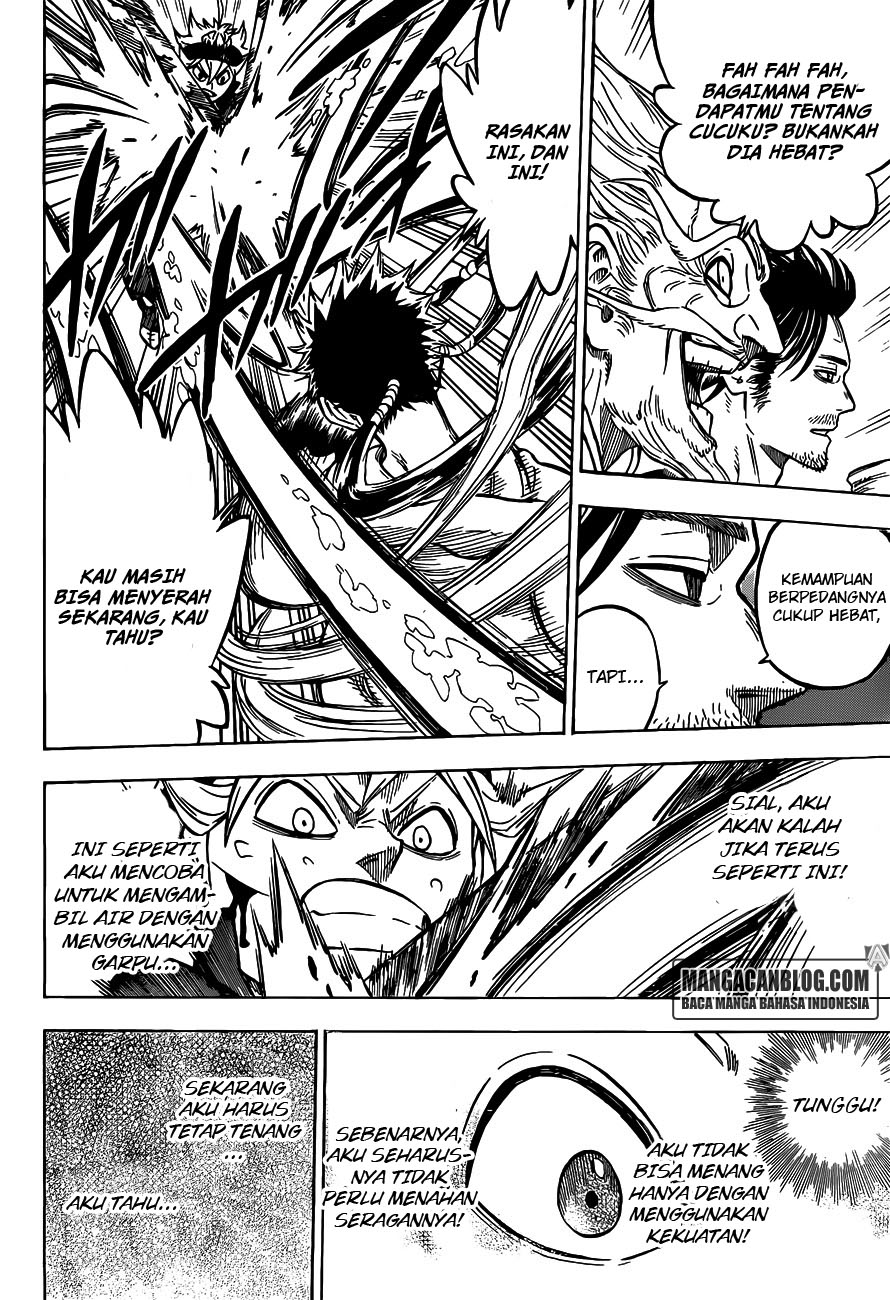 FAH FAH FAH,
BAGAIMANA PEN-
DAPATMU TENTANG
CUCUKU? BUKANKAH
DIA HEBAT?
RASAKAN
INI, DAN
INI!
KAU MASIH
BISA MENYERAH
SEKARANG, KAU
TAHU?
KEMAMPUAN
BERPEDANGNYA
CUKUP HEBAT,
TAPI...
SIAL, AKU
AKAN KALAH
JIKA TERUS
SEPERTI INI!
INI SEPERTI
AKU MENCOBA
UNTUK MENGAM-
BIL AIR DENGAN
MENGGUNAKAN
GARPU...
MANGACANBLOG.COM
BACA MANGA BAHASA INDONESIA
TUNGGU!
AKU TIDAK
BISA MENANG
HANYA DENGAN
MENGGUNAKAN
KEKUATAN!
SEBENARNYA,
AKU SEHARUS-
NYA TIDAK
PERLU MENAHAN
SERAGANNYA!
SEKARANG
AKU HARUS
TETAP TENANG
...
AKU TAHU...